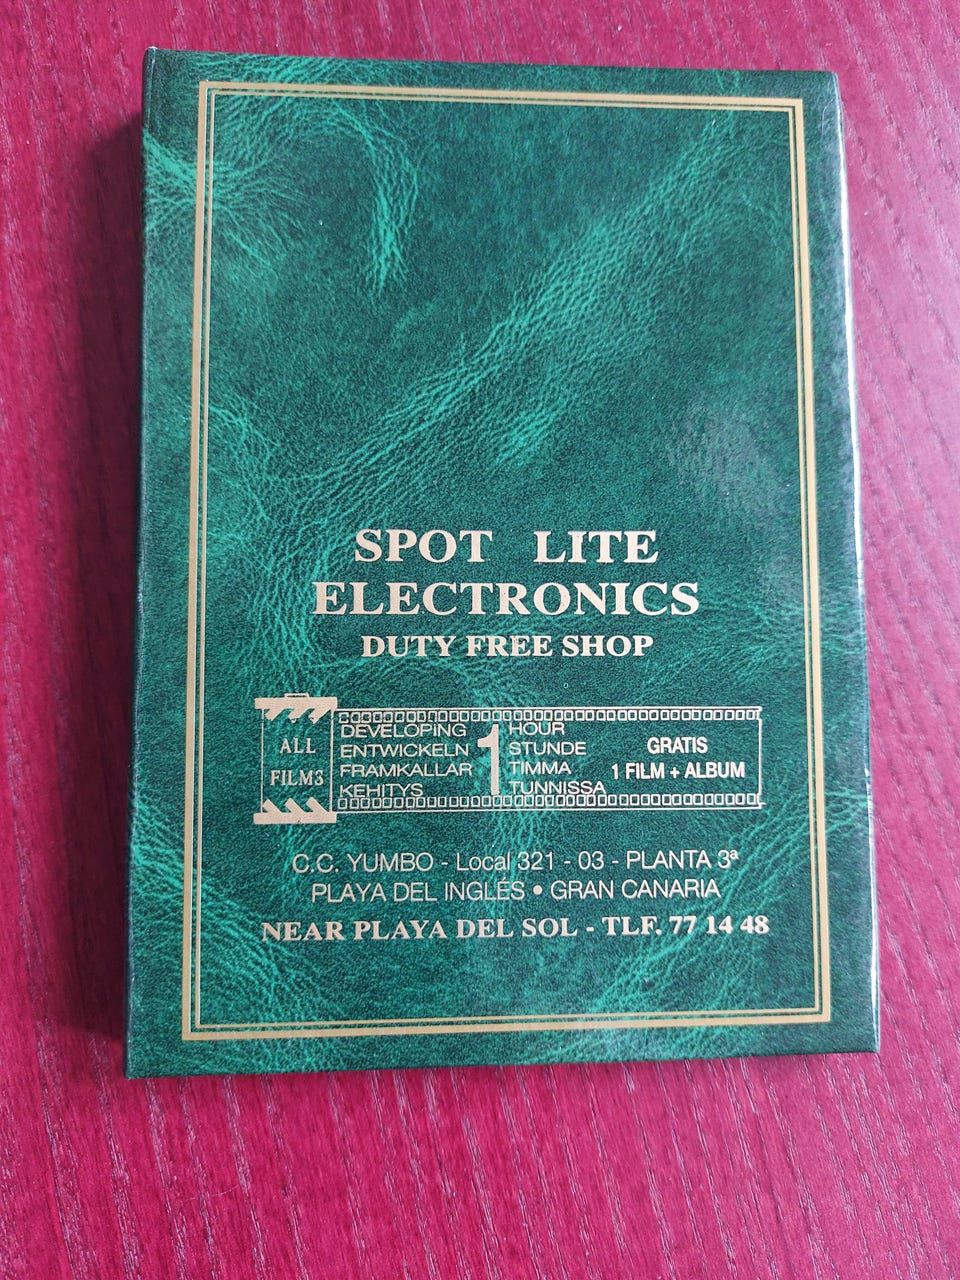 SPOT LITE
ELECTRONICS
DUTY FREE SHOP
ALL
FILM3
DEVELOPING
ENTWICKELN
FRAMKALLAR
KEHITYS
1
HOUR
STUNDE
TIMMA
TUNNISSA
GRATIS
1 FILM + ALBUM
C.C. YUMBO - Local 321 - 03 - PLANTA 3ª
PLAYA DEL INGLÉS • GRAN CANARIA
NEAR PLAYA DEL SOL - TLF. 77 14 48